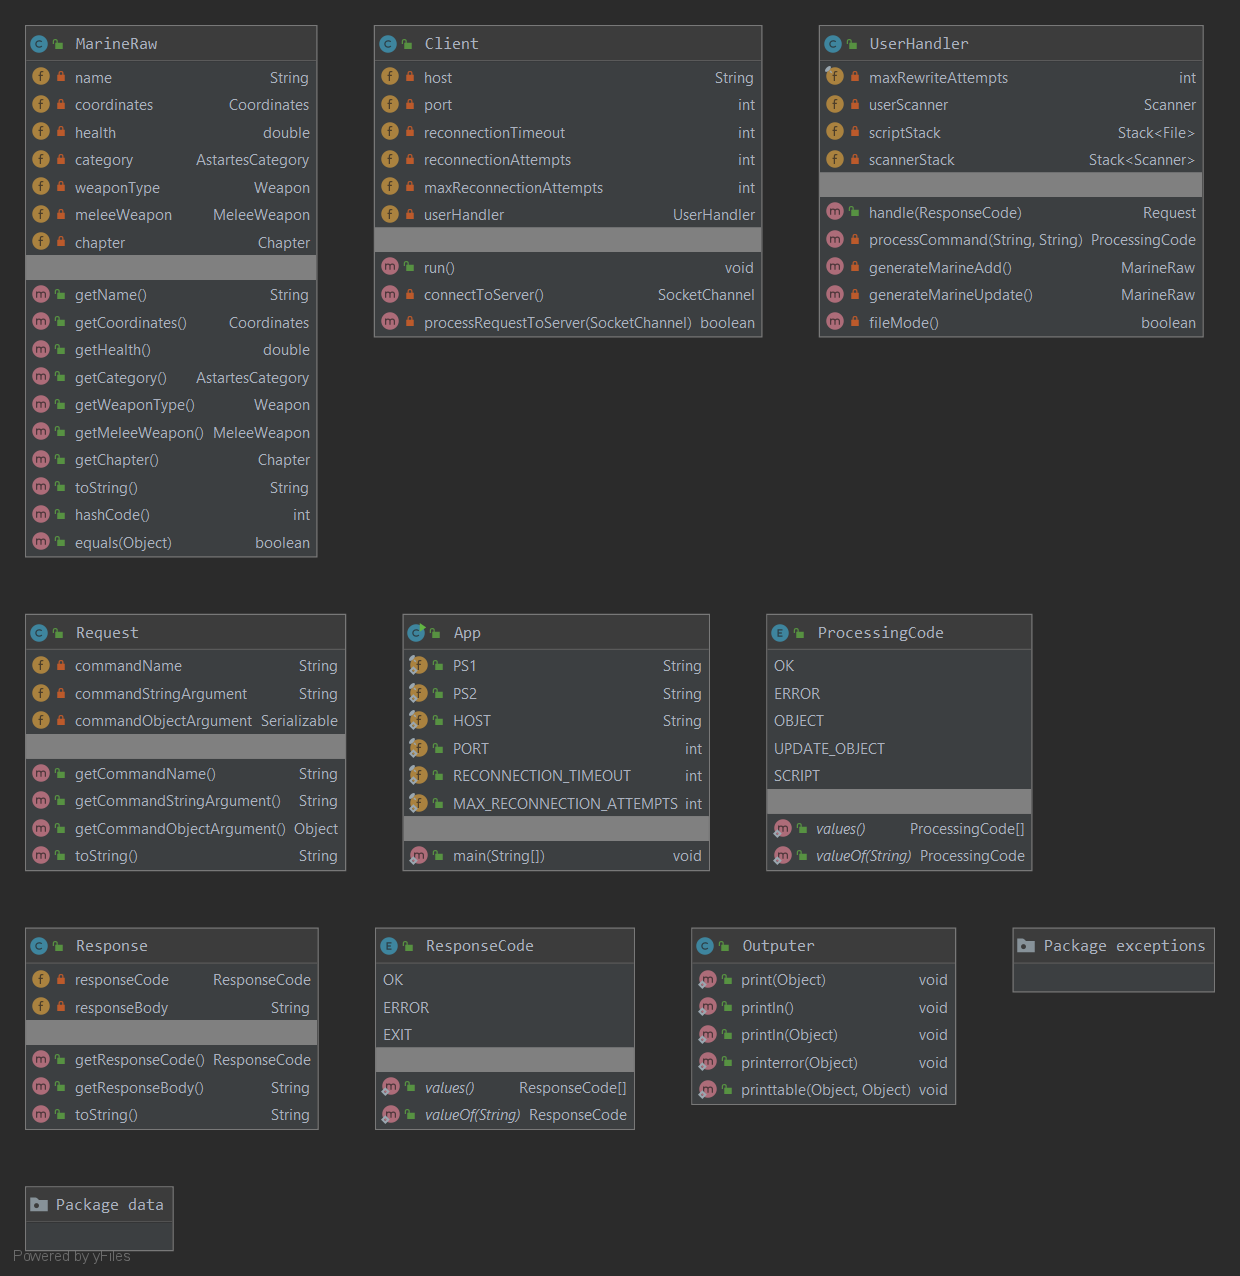 MarineRaw
name String
coordinates Coordinates
health double
category AstartesCategory
weaponType Weapon
meleeWeapon MeleeWeapon
chapter Chapter
getName() String
getCoordinates() Coordinates
getHealth() double
getCategory() AstartesCategory
getWeaponType() Weapon
getMeleeWeapon() MeleeWeapon
getChapter() Chapter
toString() String
hashCode() int
equals(Object) boolean
Client
host String
port int
reconnectionTimeout int
reconnectionAttempts int
maxReconnectionAttempts int
userHandler UserHandler
run() void
connectToServer() SocketChannel
processRequestToServer(SocketChannel) boolean
UserHandler
maxRewriteAttempts int
userScanner Scanner
scriptStack Stack<File>
scannerStack Stack<Scanner>
handle(ResponseCode) Request
processCommand(String, String) ProcessingCode
generateMarineAdd() MarineRaw
generateMarineUpdate() MarineRaw
fileMode() boolean
Request
commandName String
commandStringArgument String
commandObjectArgument Serializable
getCommandName() String
getCommandStringArgument() String
getCommandObjectArgument() Object
toString() String
App
PS1 String
PS2 String
HOST String
PORT int
RECONNECTION_TIMEOUT int
MAX_RECONNECTION_ATTEMPTS int
main(String[]) void
ProcessingCode
OK
ERROR
OBJECT
UPDATE_OBJECT
SCRIPT
values() ProcessingCode[]
valueOf(String) ProcessingCode
Response
responseCode ResponseCode
responseBody String
getResponseCode() ResponseCode
getResponseBody() String
toString() String
ResponseCode
OK
ERROR
EXIT
values() ResponseCode[]
valueOf(String) ResponseCode
Outputer
print(Object) void
println() void
println(Object) void
printerror(Object) void
printtable(Object, Object) void
Package exceptions
Package data
Powered by yFiles